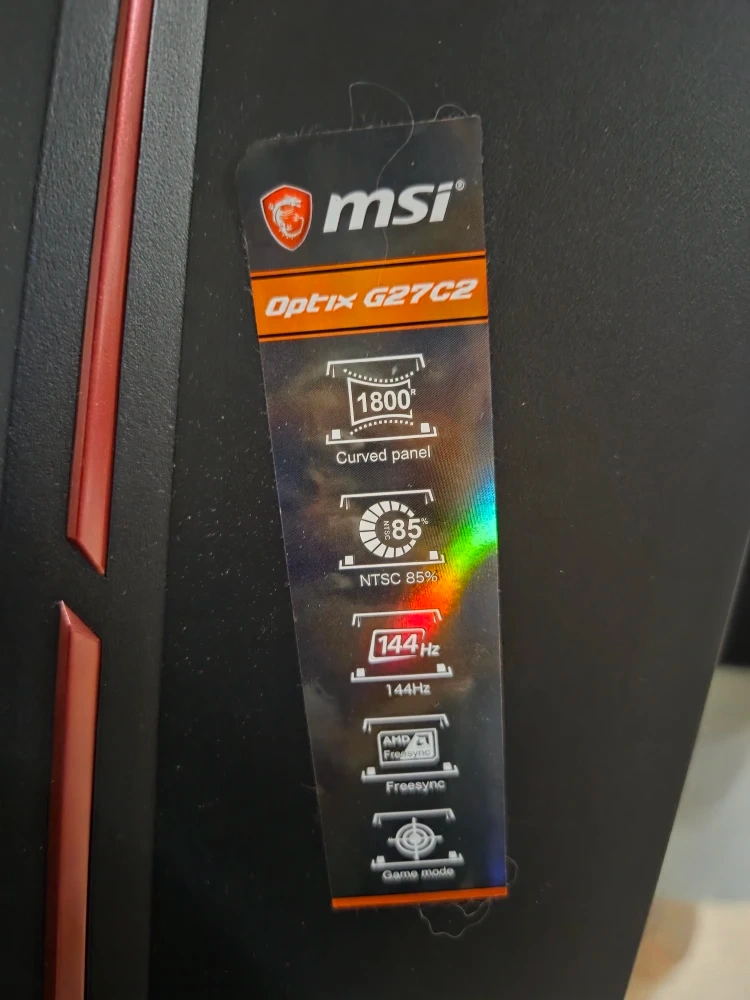 msi®
Optix G27C2
1800R
Curved panel
NTSC 85%
NTSC 85%
144Hz
144Hz
AMD
Freesync
Freesync
Game mode